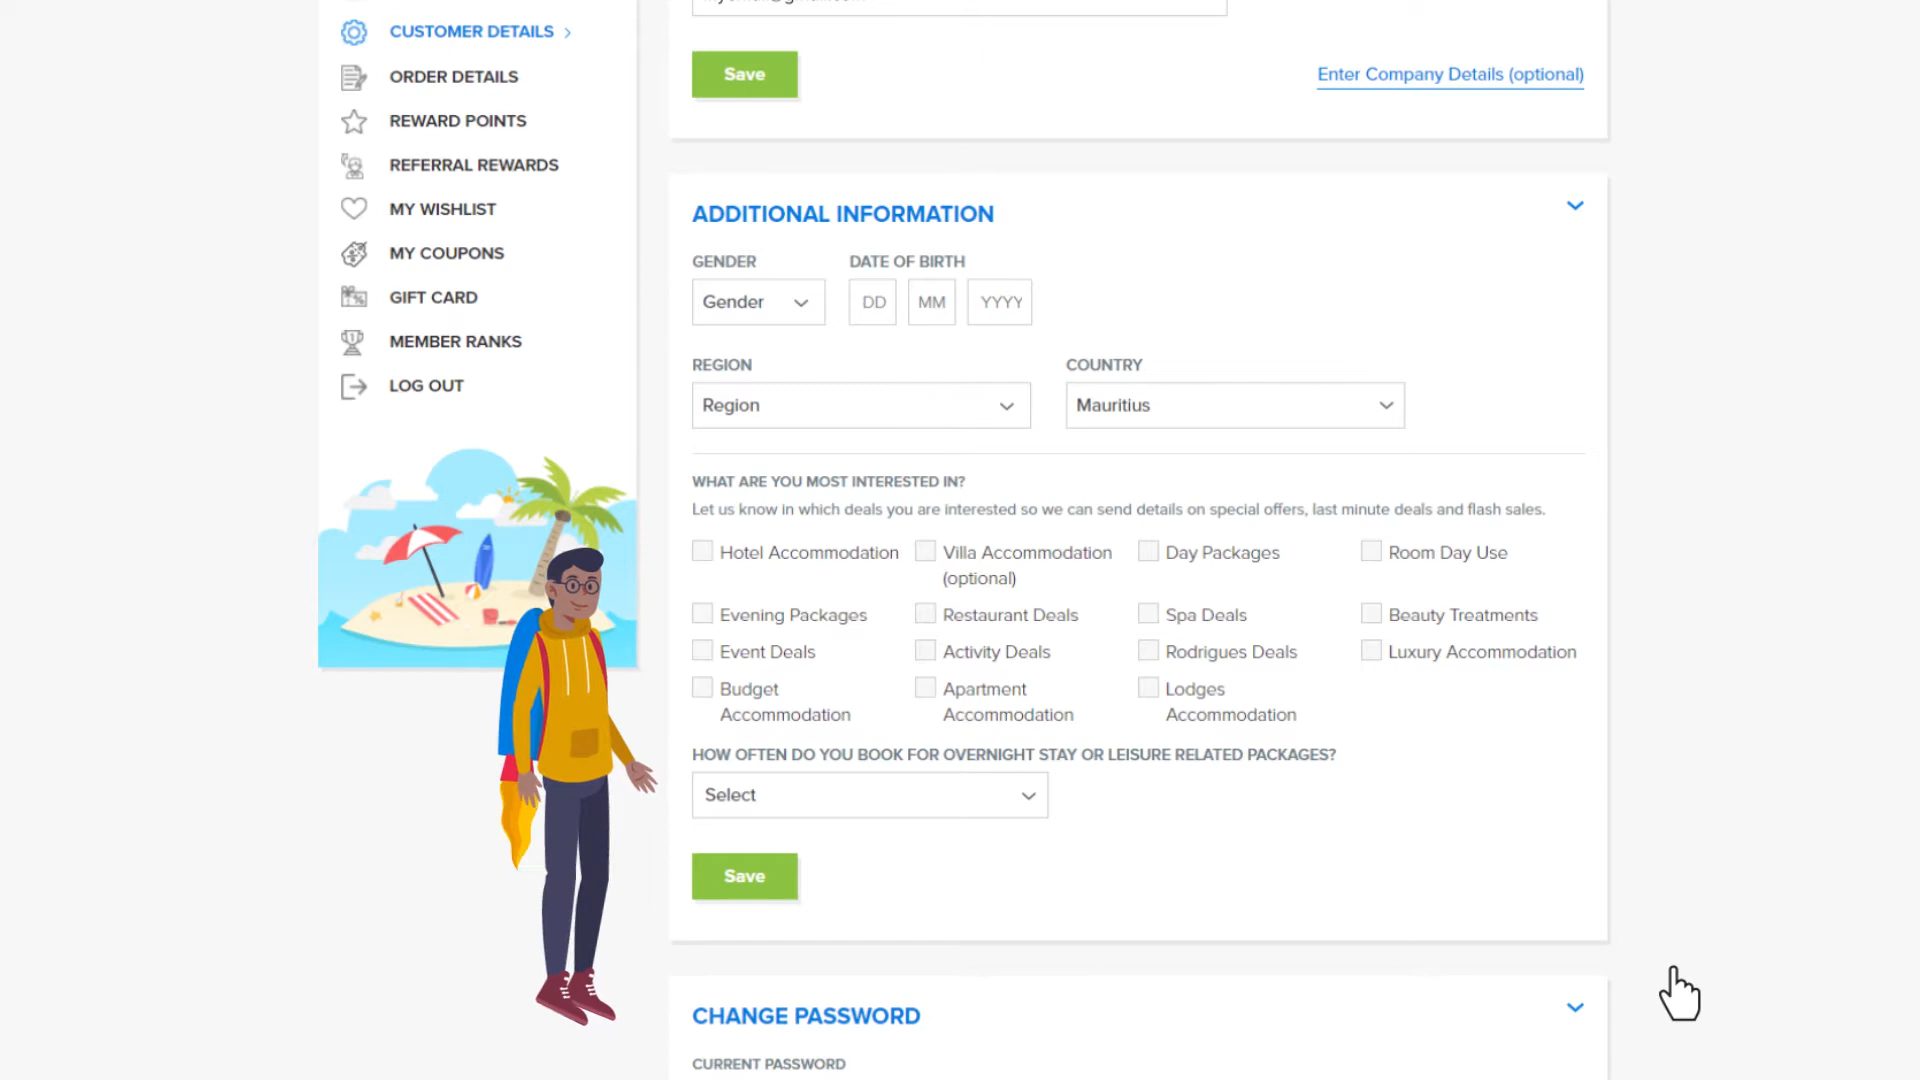 CUSTOMER DETAILS
ORDER DETAILS
REWARD POINTS
REFERRAL REWARDS
MY WISHLIST
MY COUPONS
GIFT CARD
MEMBER RANKS
LOG OUT
Save
Enter Company Details (optional)
ADDITIONAL INFORMATION
GENDER DATE OF BIRTH
Gender DD MM YYYY
REGION COUNTRY
Region Mauritius
WHAT ARE YOU MOST INTERESTED IN?
Let us know in which deals you are interested so we can send details on special offers, last minute deals and flash sales.
Hotel Accommodation Villa Accommodation Day Packages Room Day Use
(optional)
Evening Packages Restaurant Deals Spa Deals Beauty Treatments
Event Deals Activity Deals Rodrigues Deals Luxury Accommodation
Budget Apartment Lodges
Accommodation Accommodation Accommodation
HOW OFTEN DO YOU BOOK FOR OVERNIGHT STAY OR LEISURE RELATED PACKAGES?
Select
Save
CHANGE PASSWORD
CURRENT PASSWORD